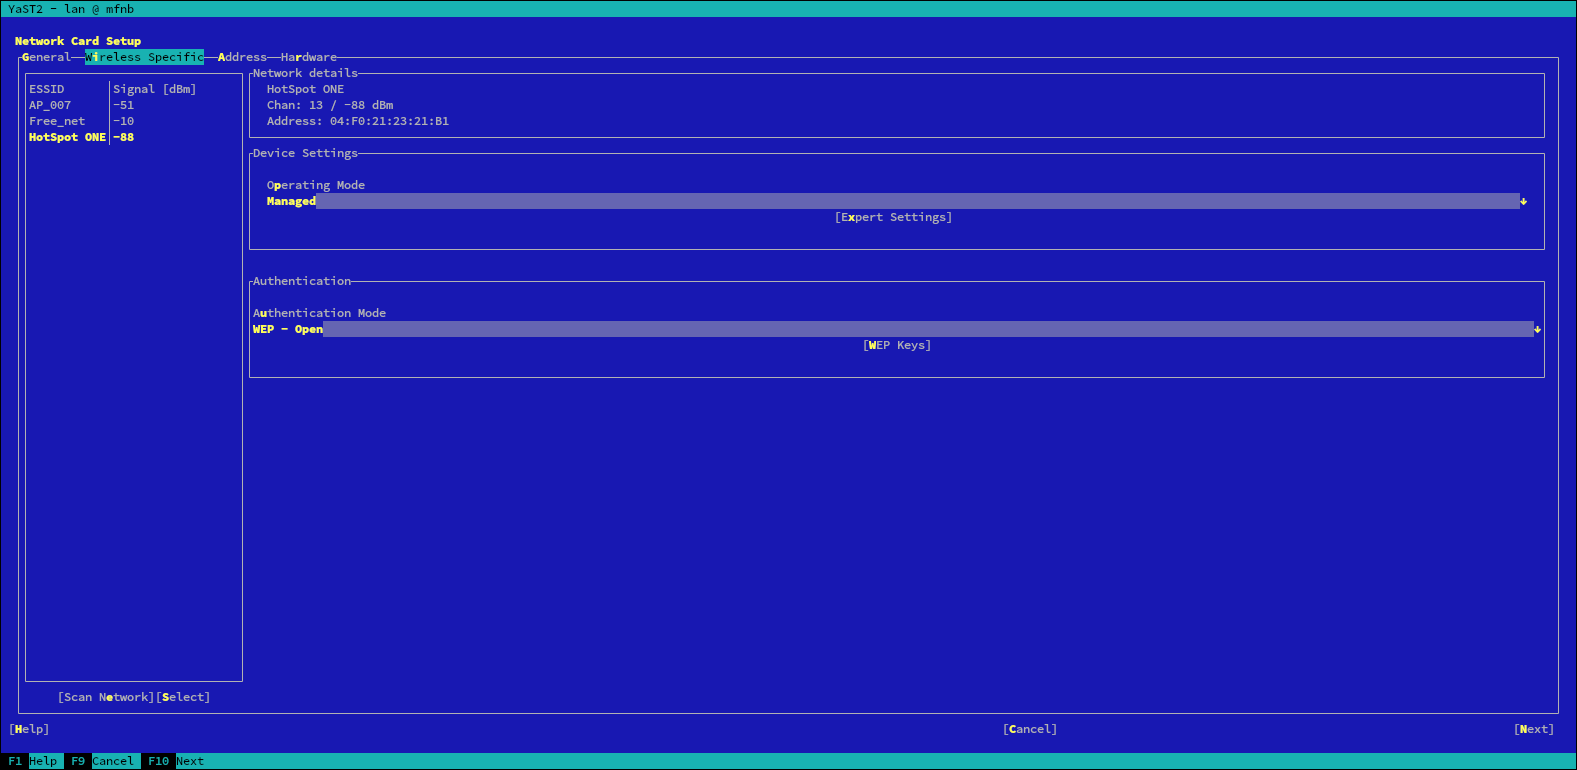 YaST2 - lan @ mfnb
Network Card Setup
General Wireless Specific Address Hardware
ESSID Signal [dBm]
AP_007 -51
Free_net -10
HotSpot ONE -88
[Scan Network][Select]
Network details
HotSpot ONE
Chan: 13 / -88 dBm
Address: 04:F0:21:23:21:B1
Device Settings
Operating Mode
Managed↓
[Expert Settings]
Authentication
Authentication Mode
WEP - Open↓
[WEP Keys]
[Help] [Cancel] [Next]
F1 Help F9 Cancel F10 Next